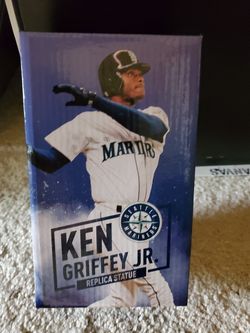 MARINERS
KEN
SEATTLE
MARINERS
GRIFFEY JR.
REPLICA STATUE